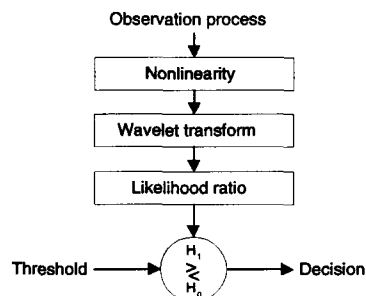 Observation process
Nonlinearity
Wavelet transform
Likelihood ratio
H₁
Threshold ≷ Decision
H₀